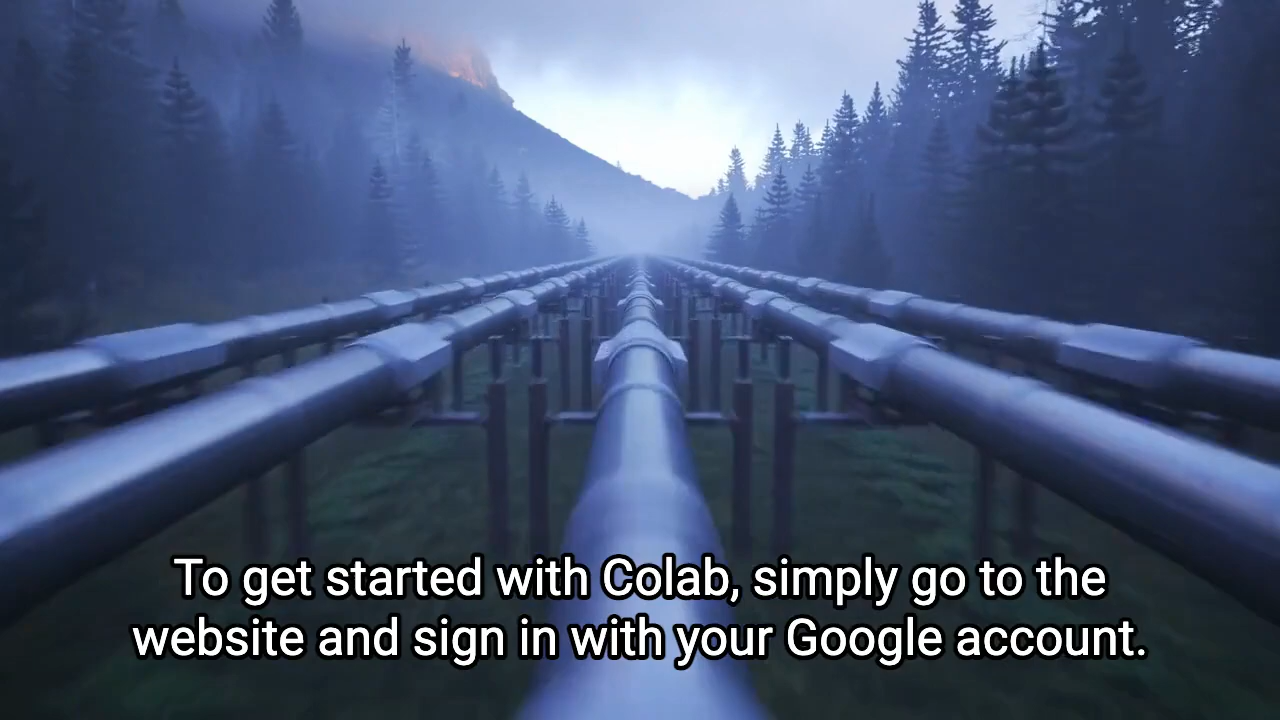 To get started with Colab, simply go to the
website and sign in with your Google account.